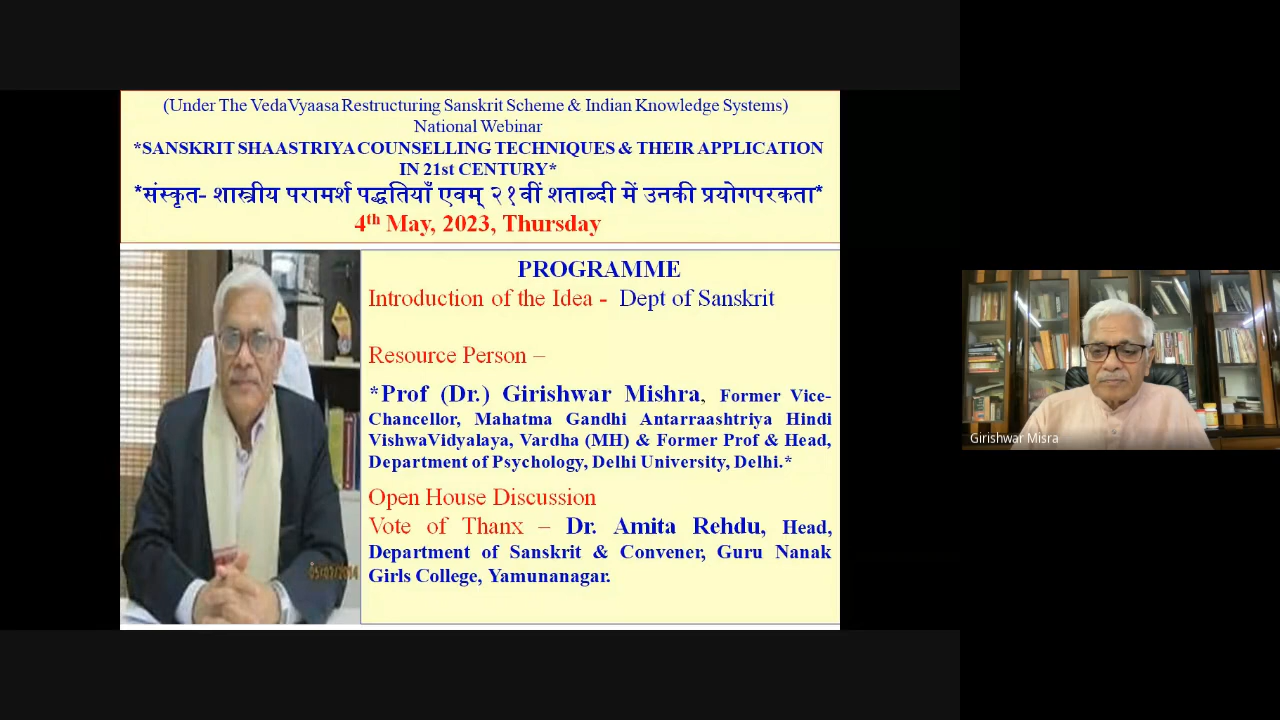 (Under The VedaVyaasa Restructuring Sanskrit Scheme & Indian Knowledge Systems)
National Webinar
*SANSKRIT SHAASTRIYA COUNSELLING TECHNIQUES & THEIR APPLICATION
IN 21st CENTURY*
*संस्कृत- शास्त्रीय परामर्श पद्धतियाँ एवम् २१वीं शताब्दी में उनकी प्रयोगपरकता*
4th May, 2023, Thursday
PROGRAMME
Introduction of the Idea - Dept of Sanskrit
Resource Person –
*Prof (Dr.) Girishwar Mishra, Former Vice-
Chancellor, Mahatma Gandhi Antarraashtriya Hindi
VishwaVidyalaya, Vardha (MH) & Former Prof & Head,
Department of Psychology, Delhi University, Delhi.*
Open House Discussion
Vote of Thanx – Dr. Amita Rehdu, Head,
Department of Sanskrit & Convener, Guru Nanak
Girls College, Yamunanagar.
05/02/2014
Girishwar Misra